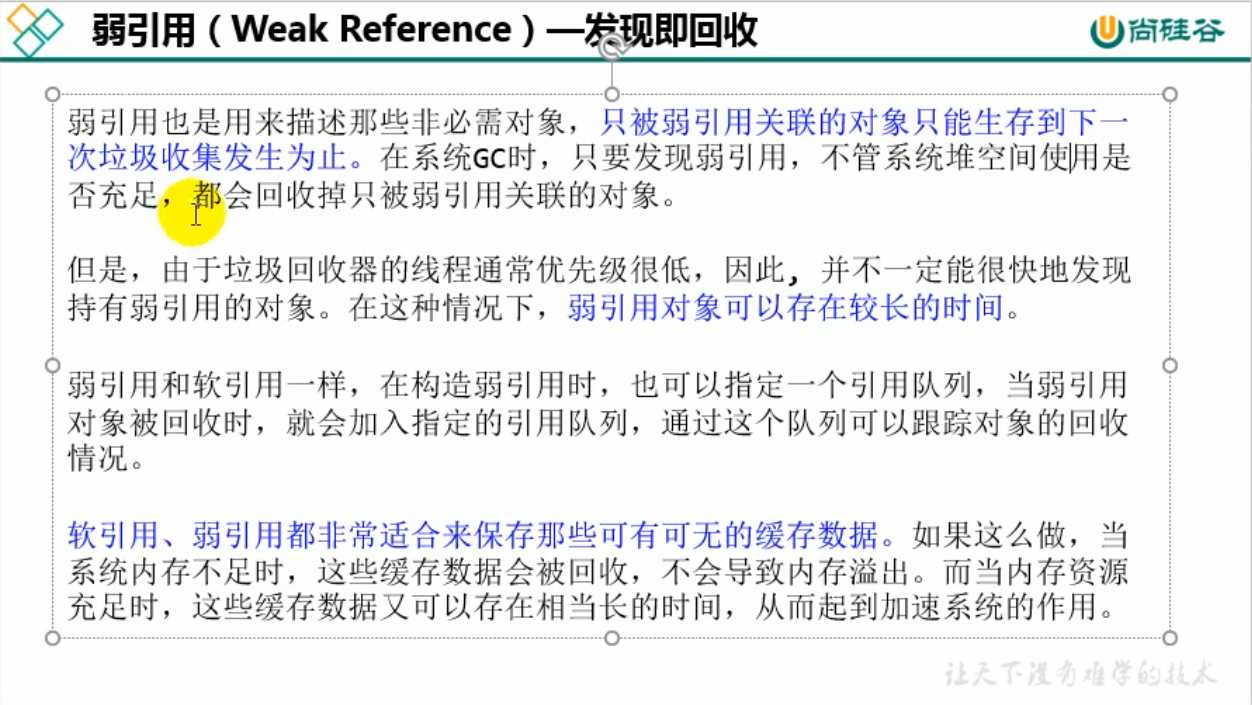 弱引用（Weak Reference）—发现即回收
尚硅谷
弱引用也是用来描述那些非必需对象，只被弱引用关联的对象只能生存到下一
次垃圾收集发生为止。在系统GC时，只要发现弱引用，不管系统堆空间使用是
否充足，都会回收掉只被弱引用关联的对象。
但是，由于垃圾回收器的线程通常优先级很低，因此，并不一定能很快地发现
持有弱引用的对象。在这种情况下，弱引用对象可以存在较长的时间。
弱引用和软引用一样，在构造弱引用时，也可以指定一个引用队列，当弱引用
对象被回收时，就会加入指定的引用队列，通过这个队列可以跟踪对象的回收
情况。
软引用、弱引用都非常适合来保存那些可有可无的缓存数据。如果这么做，当
系统内存不足时，这些缓存数据会被回收，不会导致内存溢出。而当内存资源
充足时，这些缓存数据又可以存在相当长的时间，从而起到加速系统的作用。
让天下没有难学的技术